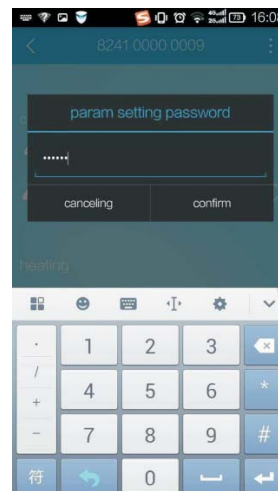 16:08
8241 0000 0009
param setting password
••••••
canceling
confirm
heating
1 2 3
/
+ 4 5 6 *
- 7 8 9 #
符 0